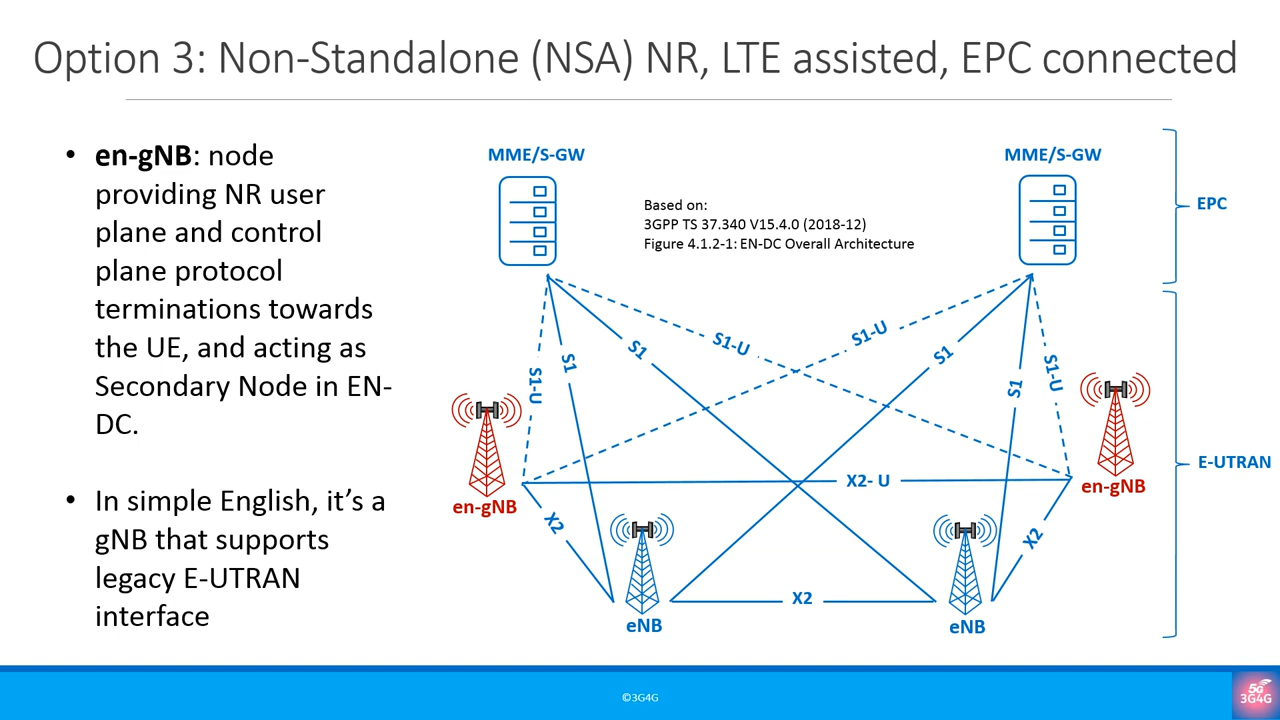 Option 3: Non-Standalone (NSA) NR, LTE assisted, EPC connected
• en-gNB: node
providing NR user
plane and control
plane protocol
terminations towards
the UE, and acting as
Secondary Node in EN-
DC.
• In simple English, it’s a
gNB that supports
legacy E-UTRAN
interface
MME/S-GW
MME/S-GW
Based on:
3GPP TS 37.340 V15.4.0 (2018-12)
Figure 4.1.2-1: EN-DC Overall Architecture
EPC
S1-U
S1
S1
S1-U
S1-U
S1
S1
S1-U
E-UTRAN
en-gNB
X2- U
en-gNB
X2
X2
X2
eNB
eNB
©3G4G
5G
3G4G